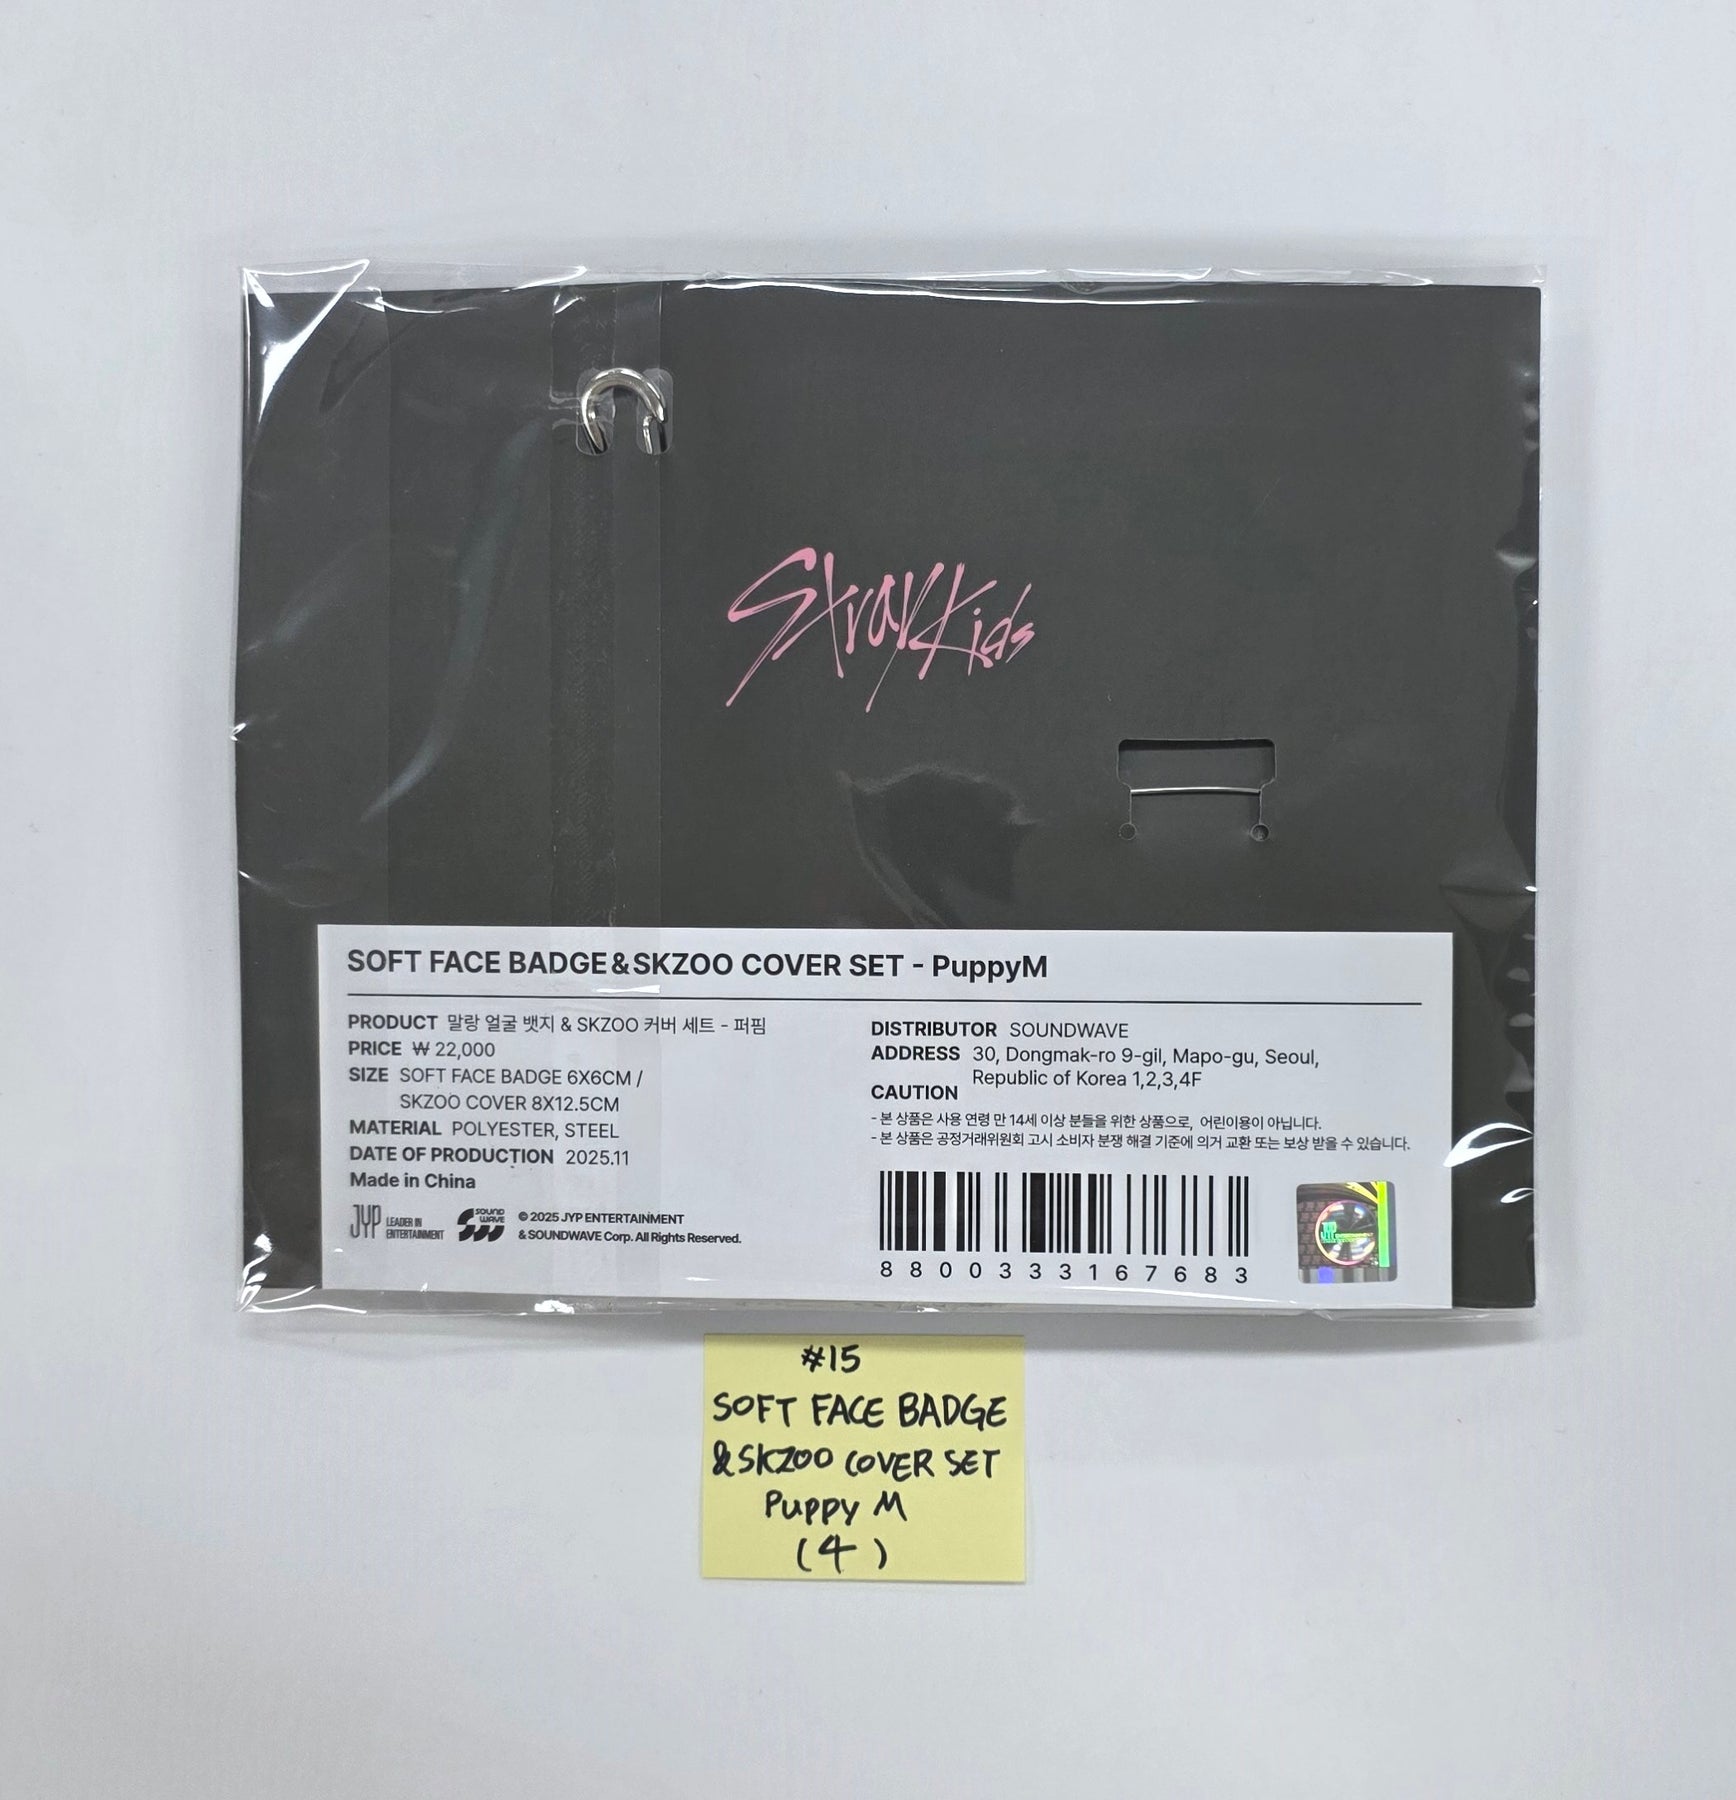 Stray Kids
SOFT FACE BADGE&SKZOO COVER SET - PuppyM
PRODUCT 말랑 얼굴 뱃지 & SKZOO 커버 세트 - 퍼핌
PRICE ₩ 22,000
SIZE SOFT FACE BADGE 6X6CM /
SKZOO COVER 8X12.5CM
MATERIAL POLYESTER, STEEL
DATE OF PRODUCTION 2025.11
Made in China
JYP LEADER IN
ENTERTAINMENT
SOUND
WAVE
© 2025 JYP ENTERTAINMENT
& SOUNDWAVE Corp. All Rights Reserved.
DISTRIBUTOR SOUNDWAVE
ADDRESS 30, Dongmak-ro 9-gil, Mapo-gu, Seoul,
Republic of Korea 1,2,3,4F
CAUTION
- 본 상품은 사용 연령 만 14세 이상 분들을 위한 상품으로, 어린이용이 아닙니다.
- 본 상품은 공정거래위원회 고시 소비자 분쟁 해결 기준에 의거 교환 또는 보상 받을 수 있습니다.
8800333167683
JYP
#15
SOFT FACE BADGE
&SKZOO COVER SET
Puppy M
(4)